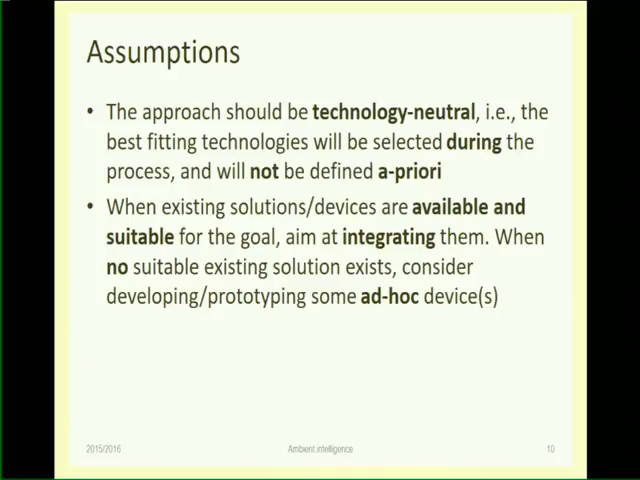 Assumptions
• The approach should be technology-neutral, i.e., the
best fitting technologies will be selected during the
process, and will not be defined a-priori
• When existing solutions/devices are available and
suitable for the goal, aim at integrating them. When
no suitable existing solution exists, consider
developing/prototyping some ad-hoc device(s)
2015/2016
Ambient intelligence
10